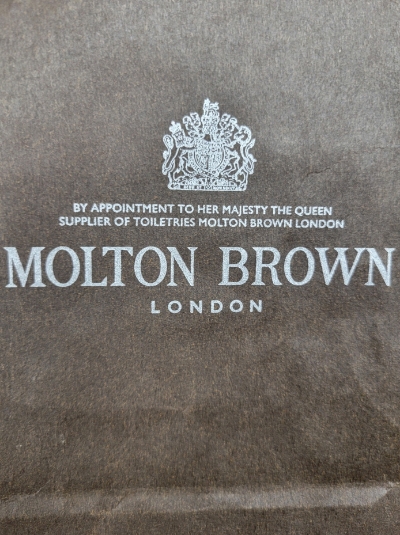 BY APPOINTMENT TO HER MAJESTY THE QUEEN
SUPPLIER OF TOILETRIES MOLTON BROWN LONDON
MOLTON BROWN
LONDON